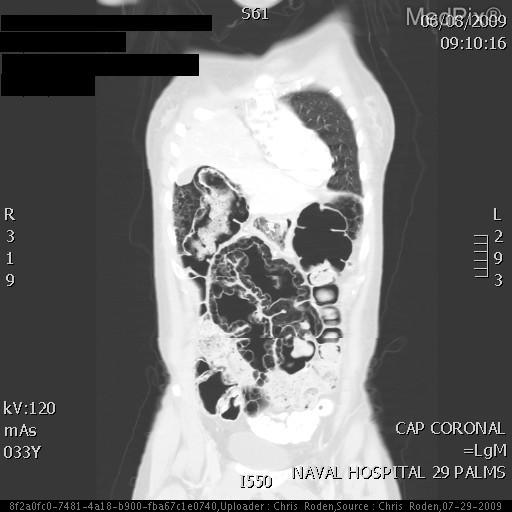 S61
MedPix®
06/08/2009
09:10:16
R
3
1
9
L
2
9
3
kV:120
mAs
033Y
CAP CORONAL
=LgM
I550
NAVAL HOSPITAL 29 PALMS
8f2a0fc0-7481-4a18-b900-fba67c1e0740,Uploader : Chris Roden,Source : Chris Roden,07-29-2009